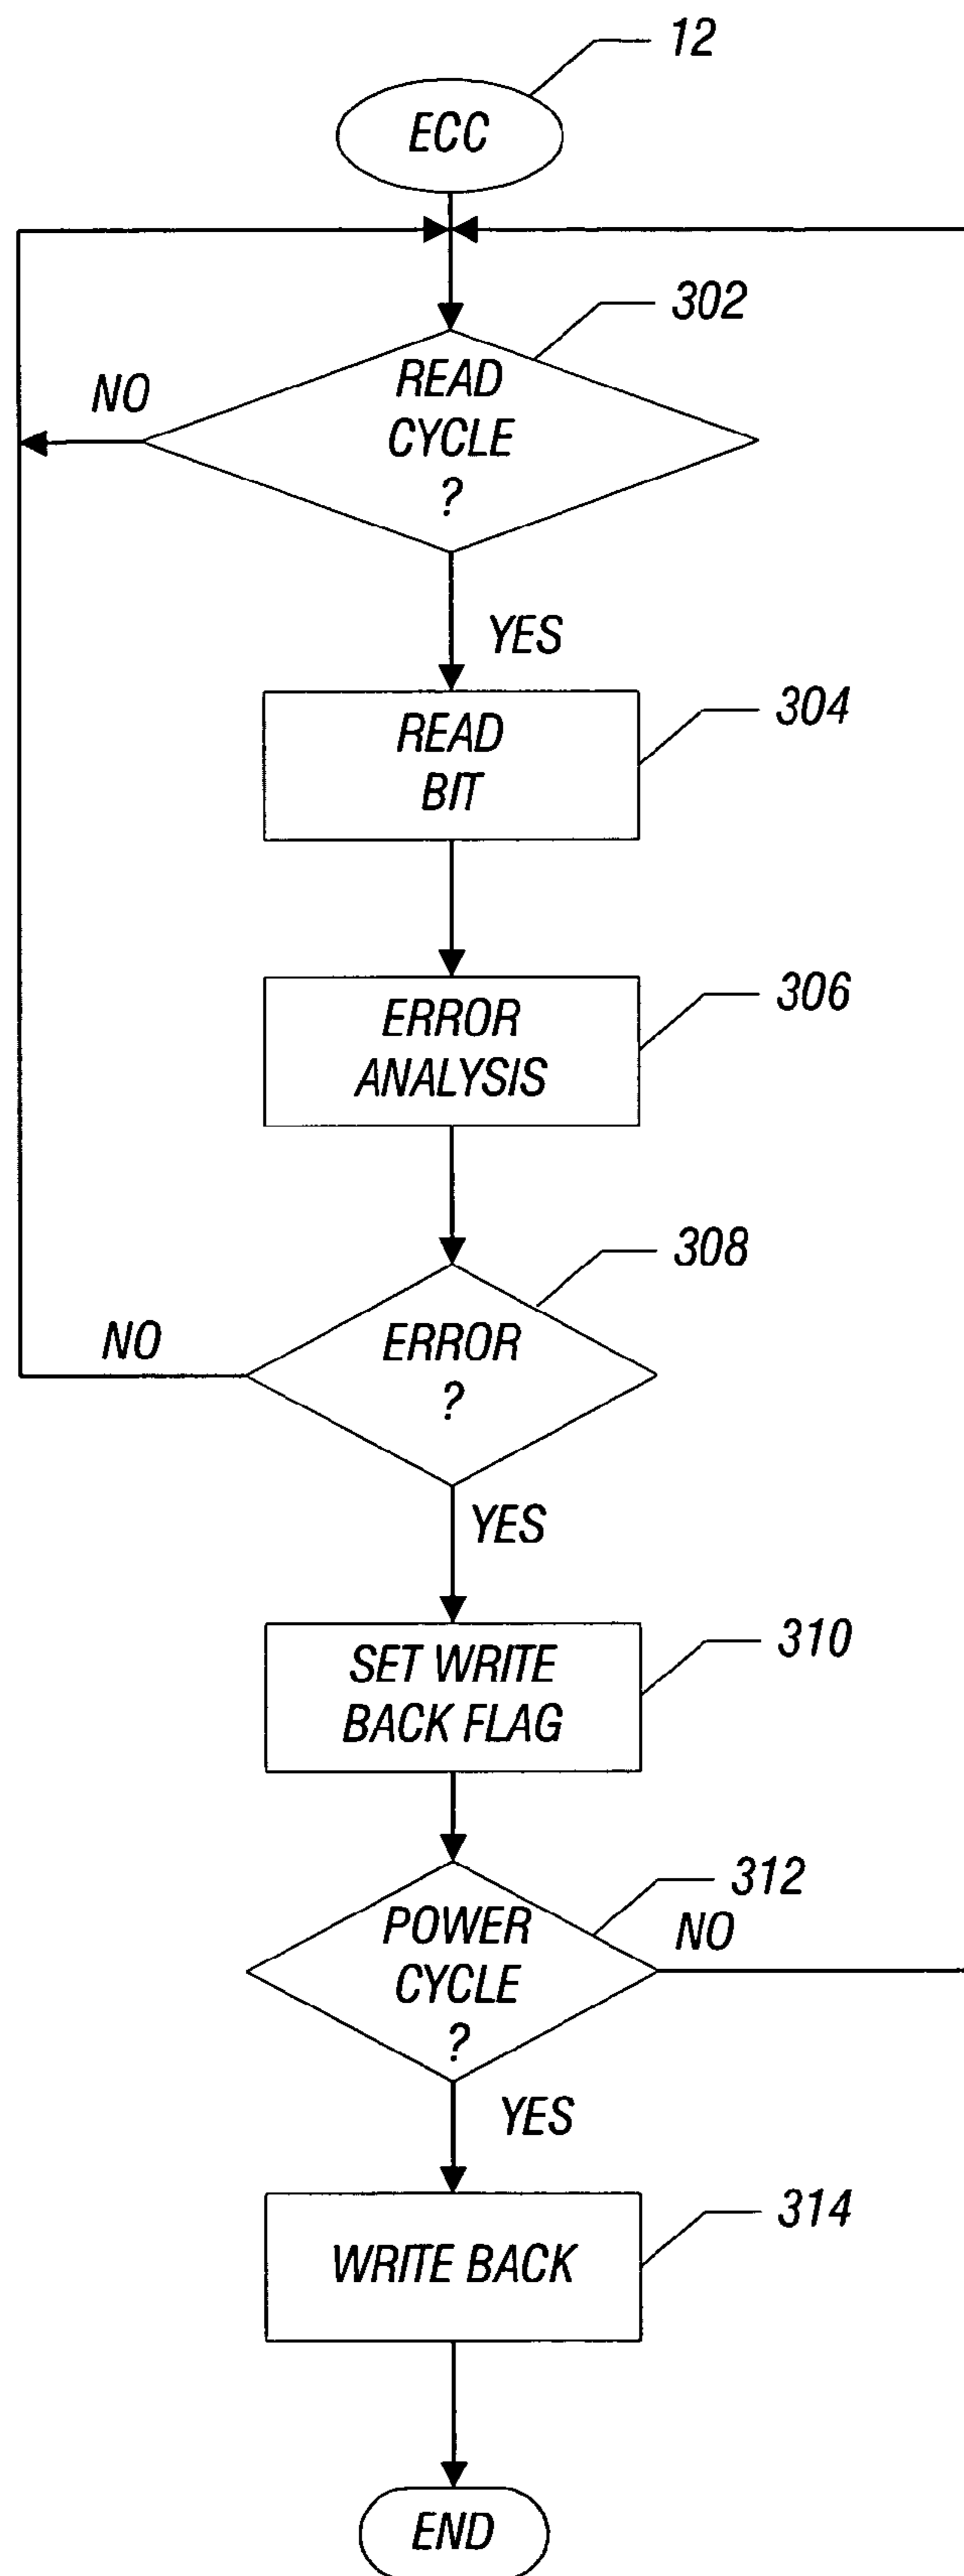 12
ECC
302
READ
CYCLE
?
NO
YES
304
READ
BIT
306
ERROR
ANALYSIS
308
ERROR
?
NO
YES
310
SET WRITE
BACK FLAG
312
POWER
CYCLE
?
NO
YES
314
WRITE BACK
END